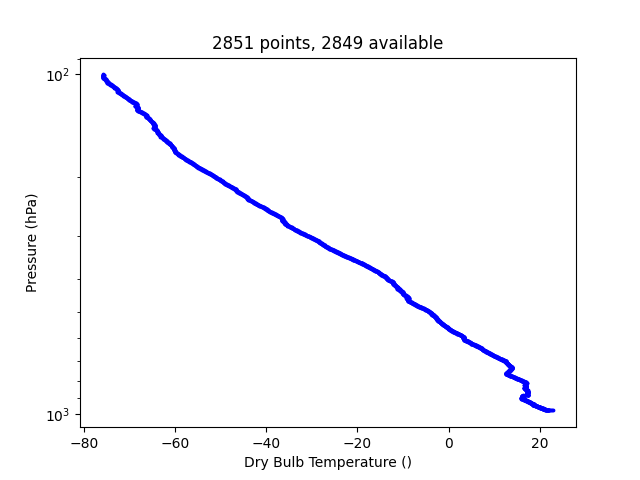 2851 points, 2849 available
10²
10³
Pressure (hPa)
−80 −60 −40 −20 0 20
Dry Bulb Temperature ()